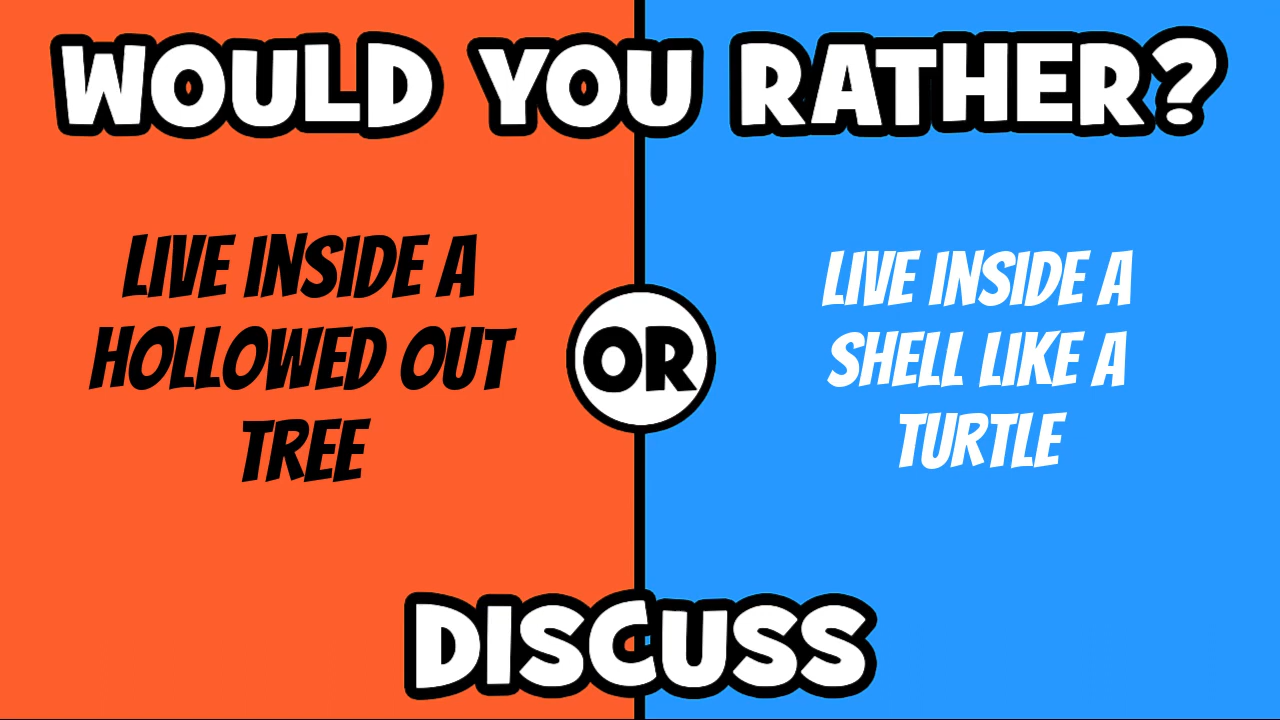 WOULD YOU RATHER?
LIVE INSIDE A
HOLLOWED OUT
TREE
OR
LIVE INSIDE A
SHELL LIKE A
TURTLE
DISCUSS